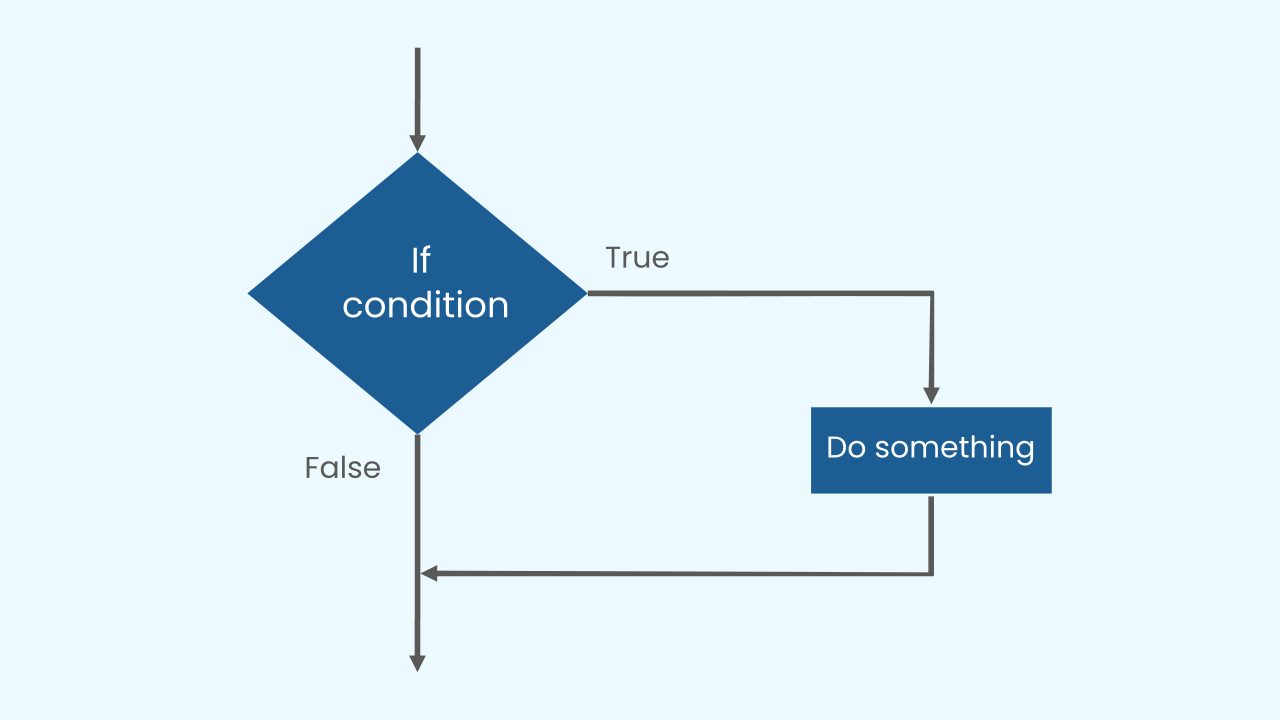 If
condition
True
Do something
False